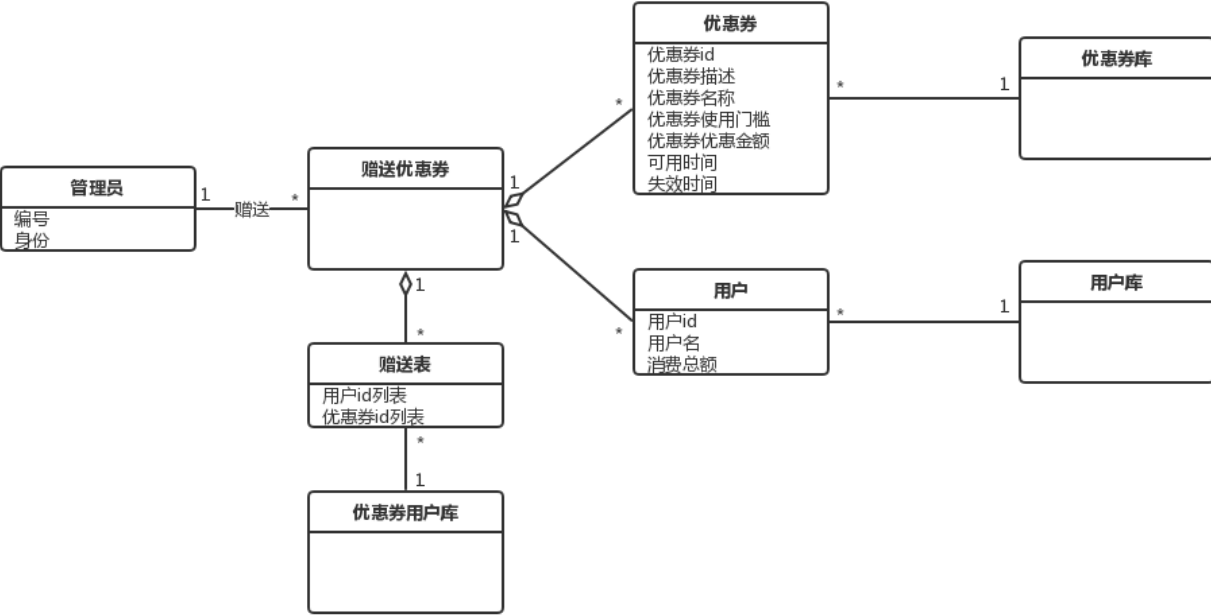 优惠券
优惠券id
优惠券描述
优惠券名称
优惠券使用门槛
优惠券优惠金额
可用时间
失效时间
*
1
优惠券库
*
1
管理员
编号
身份
1
赠送
*
赠送优惠券
1
*
用户
用户id
用户名
消费总额
*
1
用户库
1
*
赠送表
用户id列表
优惠券id列表
*
1
优惠券用户库